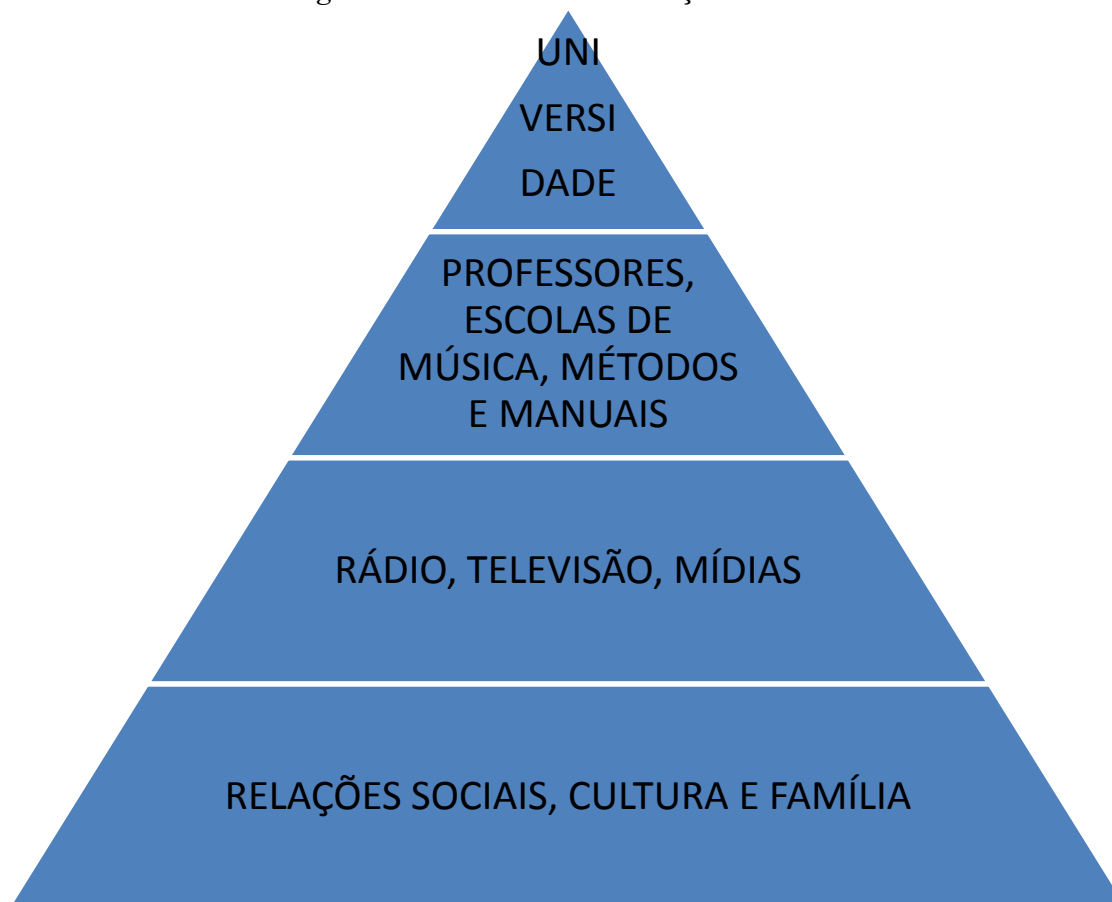 UNI
VERSI
DADE
PROFESSORES,
ESCOLAS DE
MÚSICA, MÉTODOS
E MANUAIS
RÁDIO, TELEVISÃO, MÍDIAS
RELAÇÕES SOCIAIS, CULTURA E FAMÍLIA